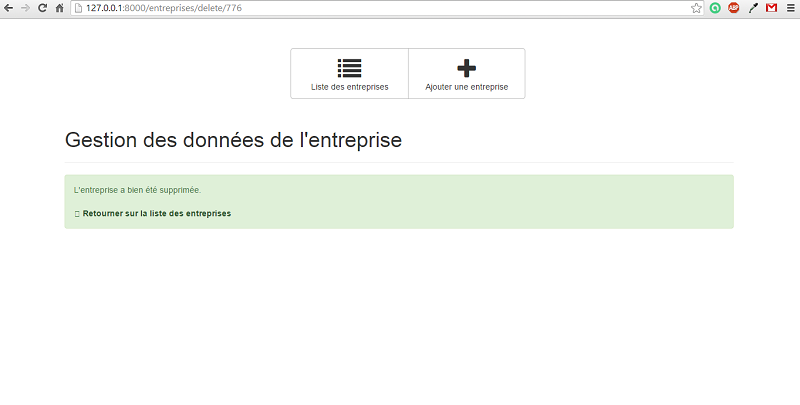 127.0.0.1:8000/entreprises/delete/776
ABP
Liste des entreprises
Ajouter une entreprise
Gestion des données de l'entreprise
L'entreprise a bien été supprimée.
Retourner sur la liste des entreprises